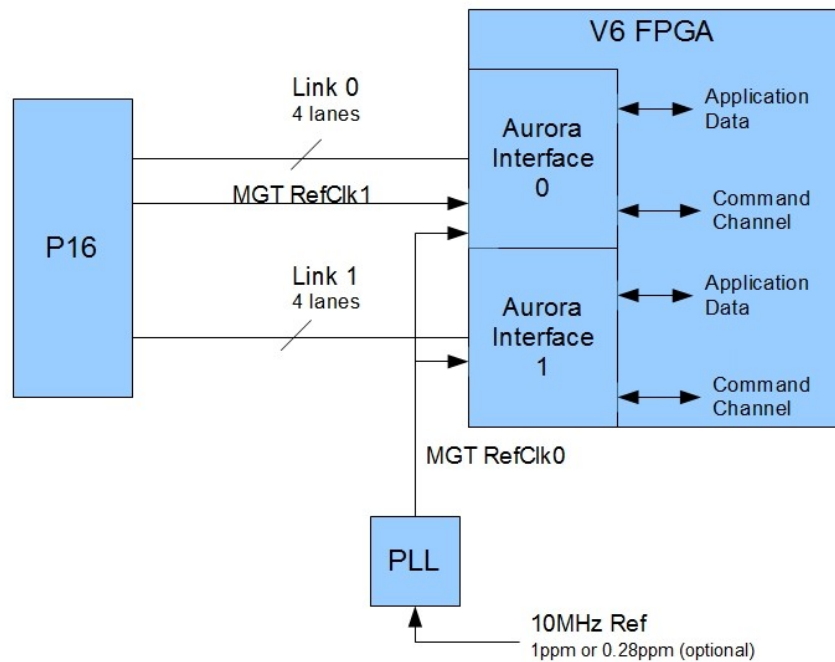 V6 FPGA
Link 0
4 lanes
Aurora
Interface
0
Application
Data
MGT RefClk1
Command
Channel
P16
Link 1
4 lanes
Aurora
Interface
1
Application
Data
Command
Channel
MGT RefClk0
PLL
10MHz Ref
1ppm or 0.28ppm (optional)